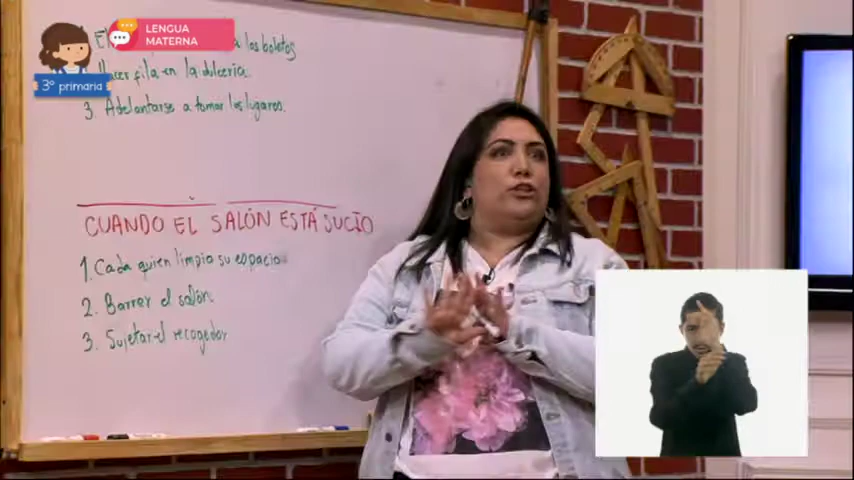 LENGUA
MATERNA
3° primaria
El a los boletos
Hacer fila en la dulcería.
3. Adelantarse a tomar los lugares.
CUANDO EL SALÓN ESTÁ SUCIO
1. Cada quien limpia su espacio
2. Barrer el salón
3. Sujetar el recogedor